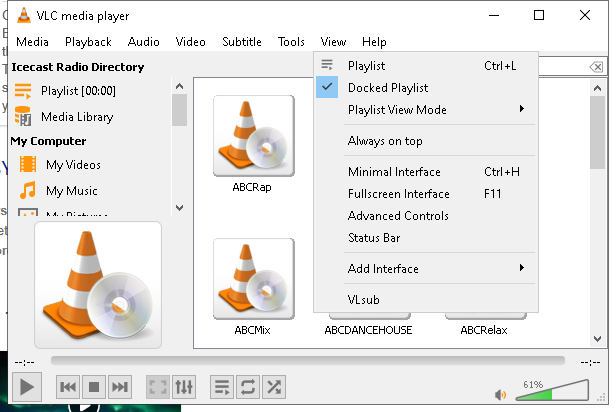 VLC media player
Media Playback Audio Video Subtitle Tools View Help
Icecast Radio Directory
Playlist [00:00]
Media Library
My Computer
My Videos
My Music
My Pictures
Playlist Ctrl+L
Docked Playlist
Playlist View Mode
Always on top
Minimal Interface Ctrl+H
Fullscreen Interface F11
Advanced Controls
Status Bar
Add Interface
VLsub
ABCRap
ABCMix
ABCDANCEHOUSE
ABCRelax
--:--
--:--
61%